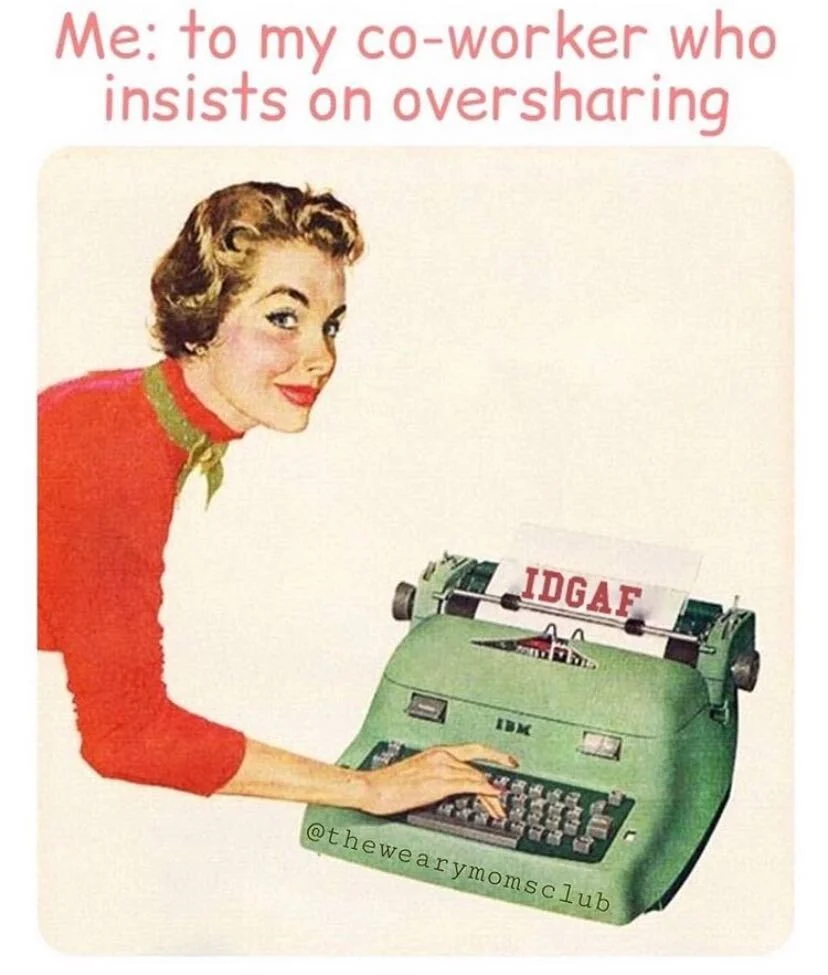 Me: to my co-worker who
insists on oversharing
IDGAF
IBM
@thewearymomsclub